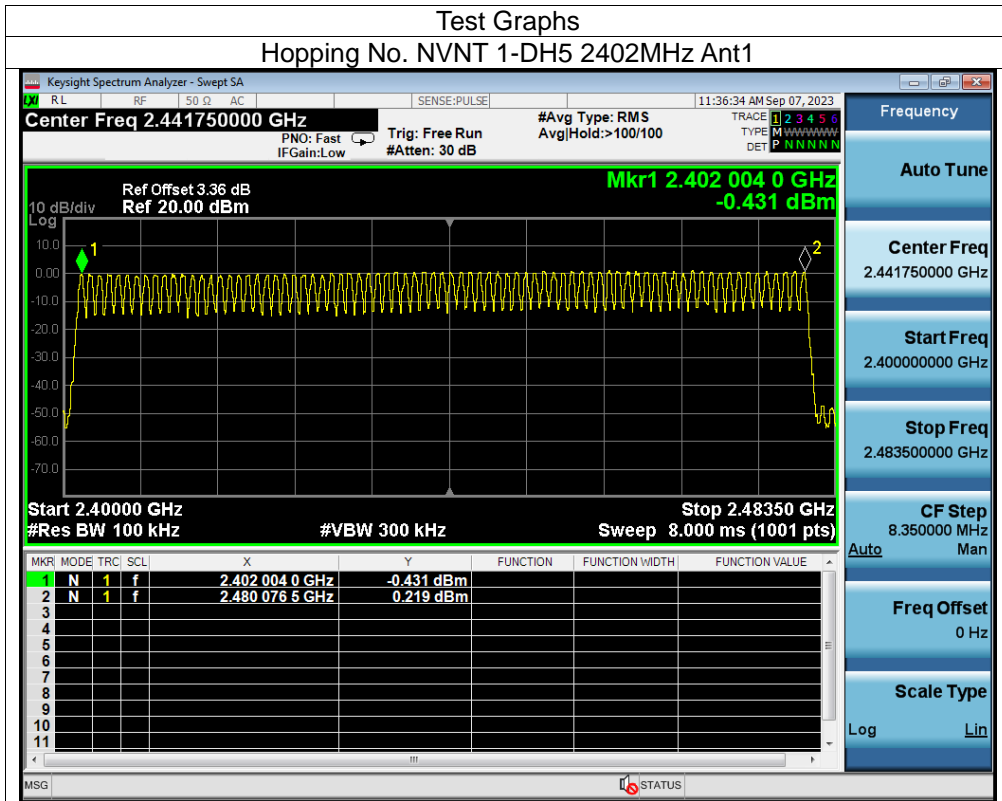 Test Graphs
Hopping No. NVNT 1-DH5 2402MHz Ant1
Keysight Spectrum Analyzer - Swept SA
LXI RL RF 50 Ω AC SENSE:PULSE 11:36:34 AM Sep 07, 2023
Center Freq 2.441750000 GHz
PNO: Fast
IFGain:Low
Trig: Free Run
#Atten: 30 dB
#Avg Type: RMS
Avg|Hold:>100/100
TRACE 1 2 3 4 5 6
TYPE M WWWWW
DET P N N N N N
Mkr1 2.402 004 0 GHz
-0.431 dBm
Ref Offset 3.36 dB
Ref 20.00 dBm
10 dB/div
Log
10.0
0.00
-10.0
-20.0
-30.0
-40.0
-50.0
-60.0
-70.0
1
2
Start 2.40000 GHz
#Res BW 100 kHz
#VBW 300 kHz
Stop 2.48350 GHz
Sweep 8.000 ms (1001 pts)
MKR MODE TRC SCL X Y FUNCTION FUNCTION WIDTH FUNCTION VALUE
1 N 1 f 2.402 004 0 GHz -0.431 dBm
2 N 1 f 2.480 076 5 GHz 0.219 dBm
3
4
5
6
7
8
9
10
11
MSG STATUS
Frequency
Auto Tune
Center Freq
2.441750000 GHz
Start Freq
2.400000000 GHz
Stop Freq
2.483500000 GHz
CF Step
8.350000 MHz
Auto Man
Freq Offset
0 Hz
Scale Type
Log Lin